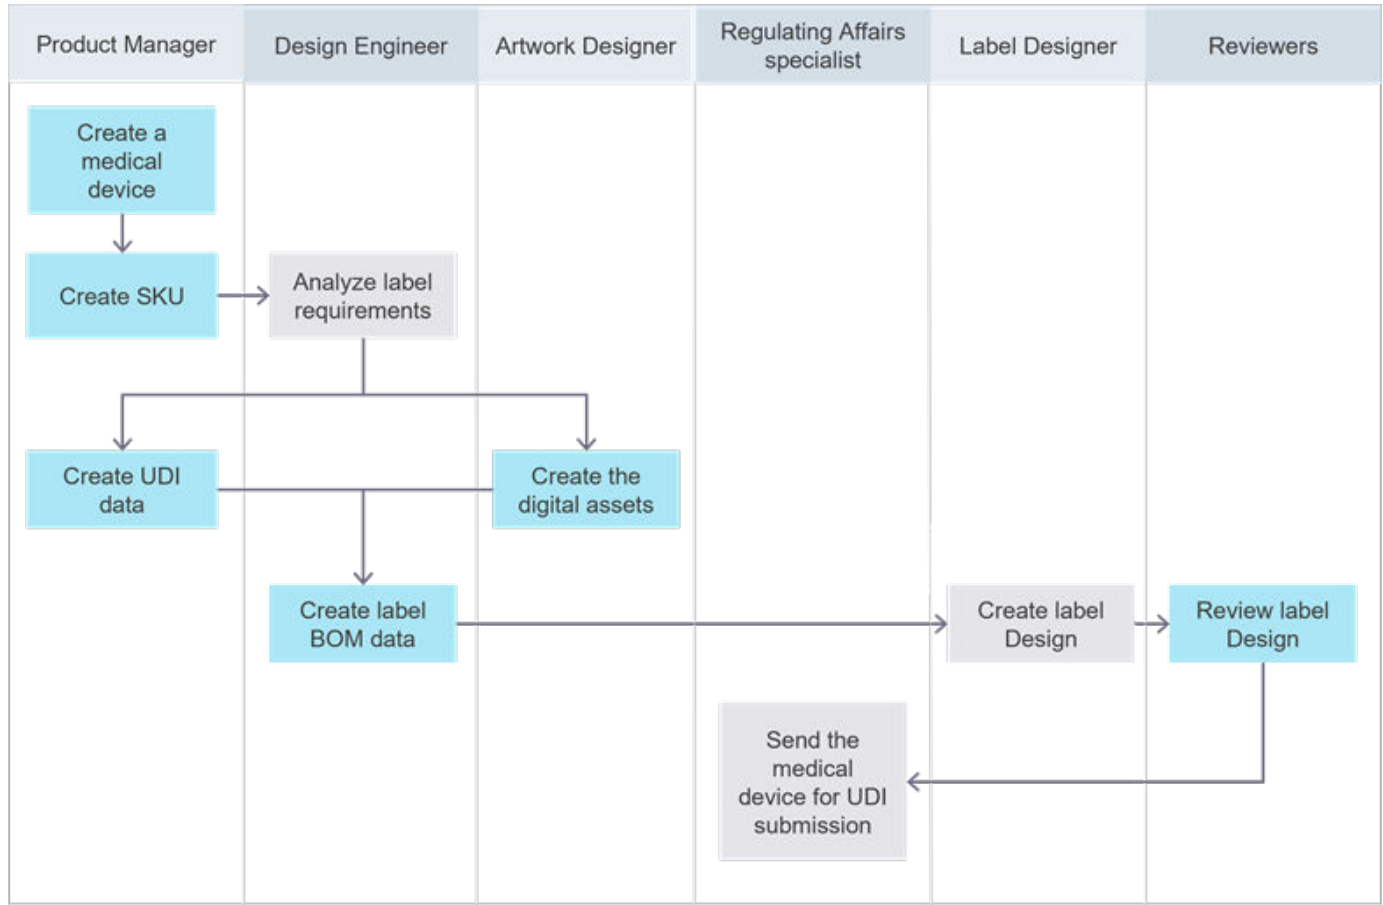 Product Manager
Design Engineer
Artwork Designer
Regulating Affairs
specialist
Label Designer
Reviewers
Create a
medical
device
Create SKU
Analyze label
requirements
Create UDI
data
Create the
digital assets
Create label
BOM data
Create label
Design
Review label
Design
Send the
medical
device for UDI
submission